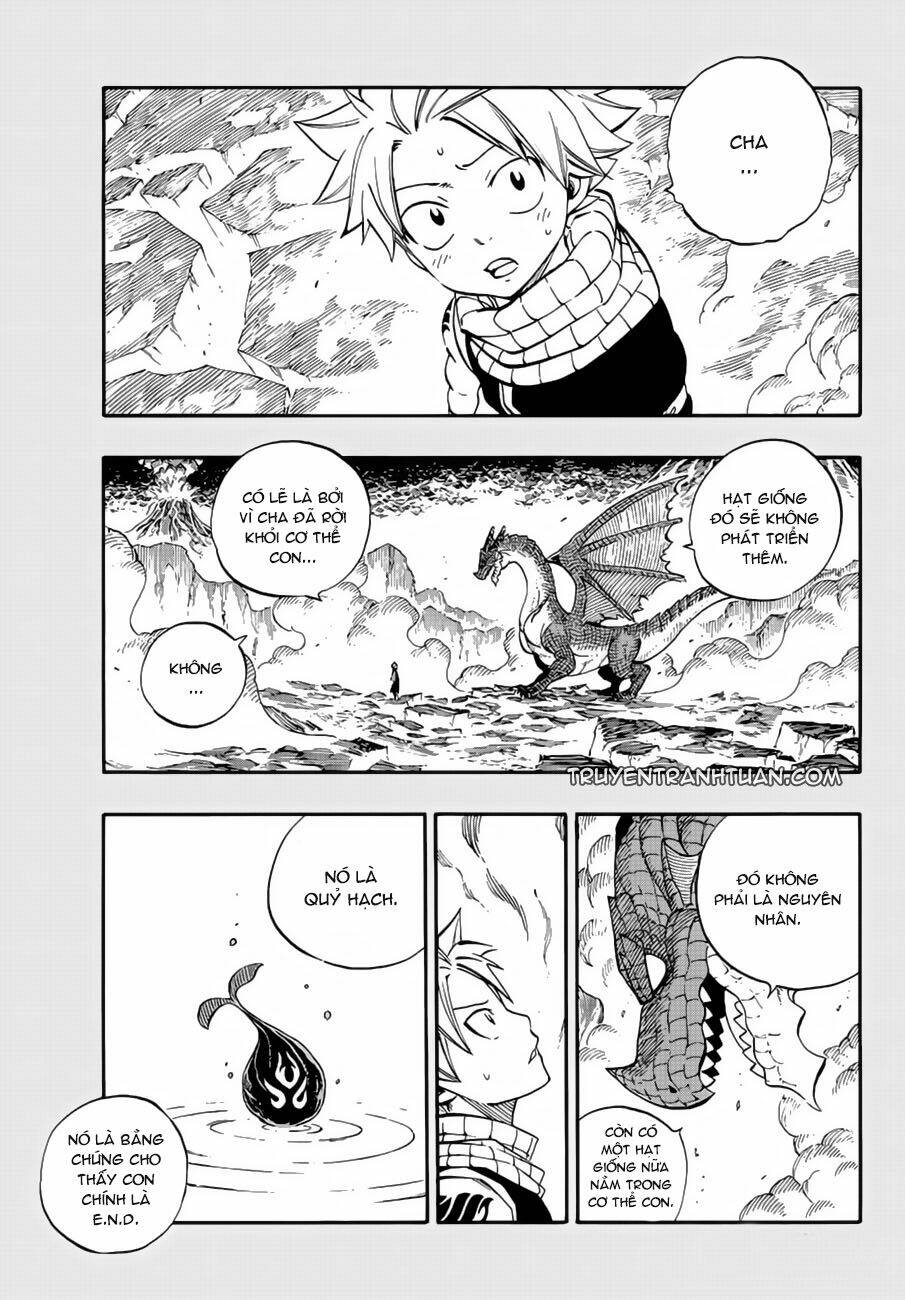 CHA
...
HẠT GIỐNG
ĐÓ SẼ KHÔNG
PHÁT TRIỂN
THÊM.
CÓ LẼ LÀ BỞI
VÌ CHA ĐÃ RỜI
KHỎI CƠ THỂ
CON...
KHÔNG
...
TRUYENTRANHTUAN.COM
ĐÓ KHÔNG
PHẢI LÀ NGUYÊN
NHÂN.
CÒN CÓ
MỘT HẠT
GIỐNG NỮA
NẰM TRONG
CƠ THỂ CON.
NÓ LÀ
QUỶ HẠCH.
NÓ LÀ BẰNG
CHỨNG CHO
THẤY CON
CHÍNH LÀ
E.N.D.